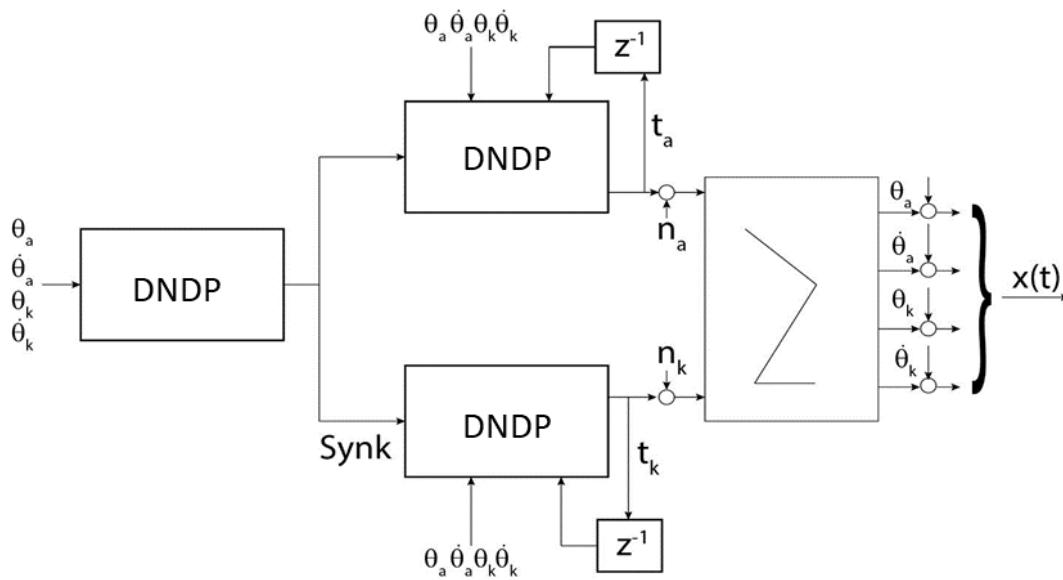 θₐ θ̇ₐ θₖ θ̇ₖ
z⁻¹
tₐ
DNDP
nₐ
θₐ
θ̇ₐ
θₖ
θ̇ₖ
DNDP
θₐ
θ̇ₐ
θₖ
θ̇ₖ
x(t)
nₖ
DNDP
Synk
tₖ
z⁻¹
θₐ θ̇ₐ θₖ θ̇ₖ